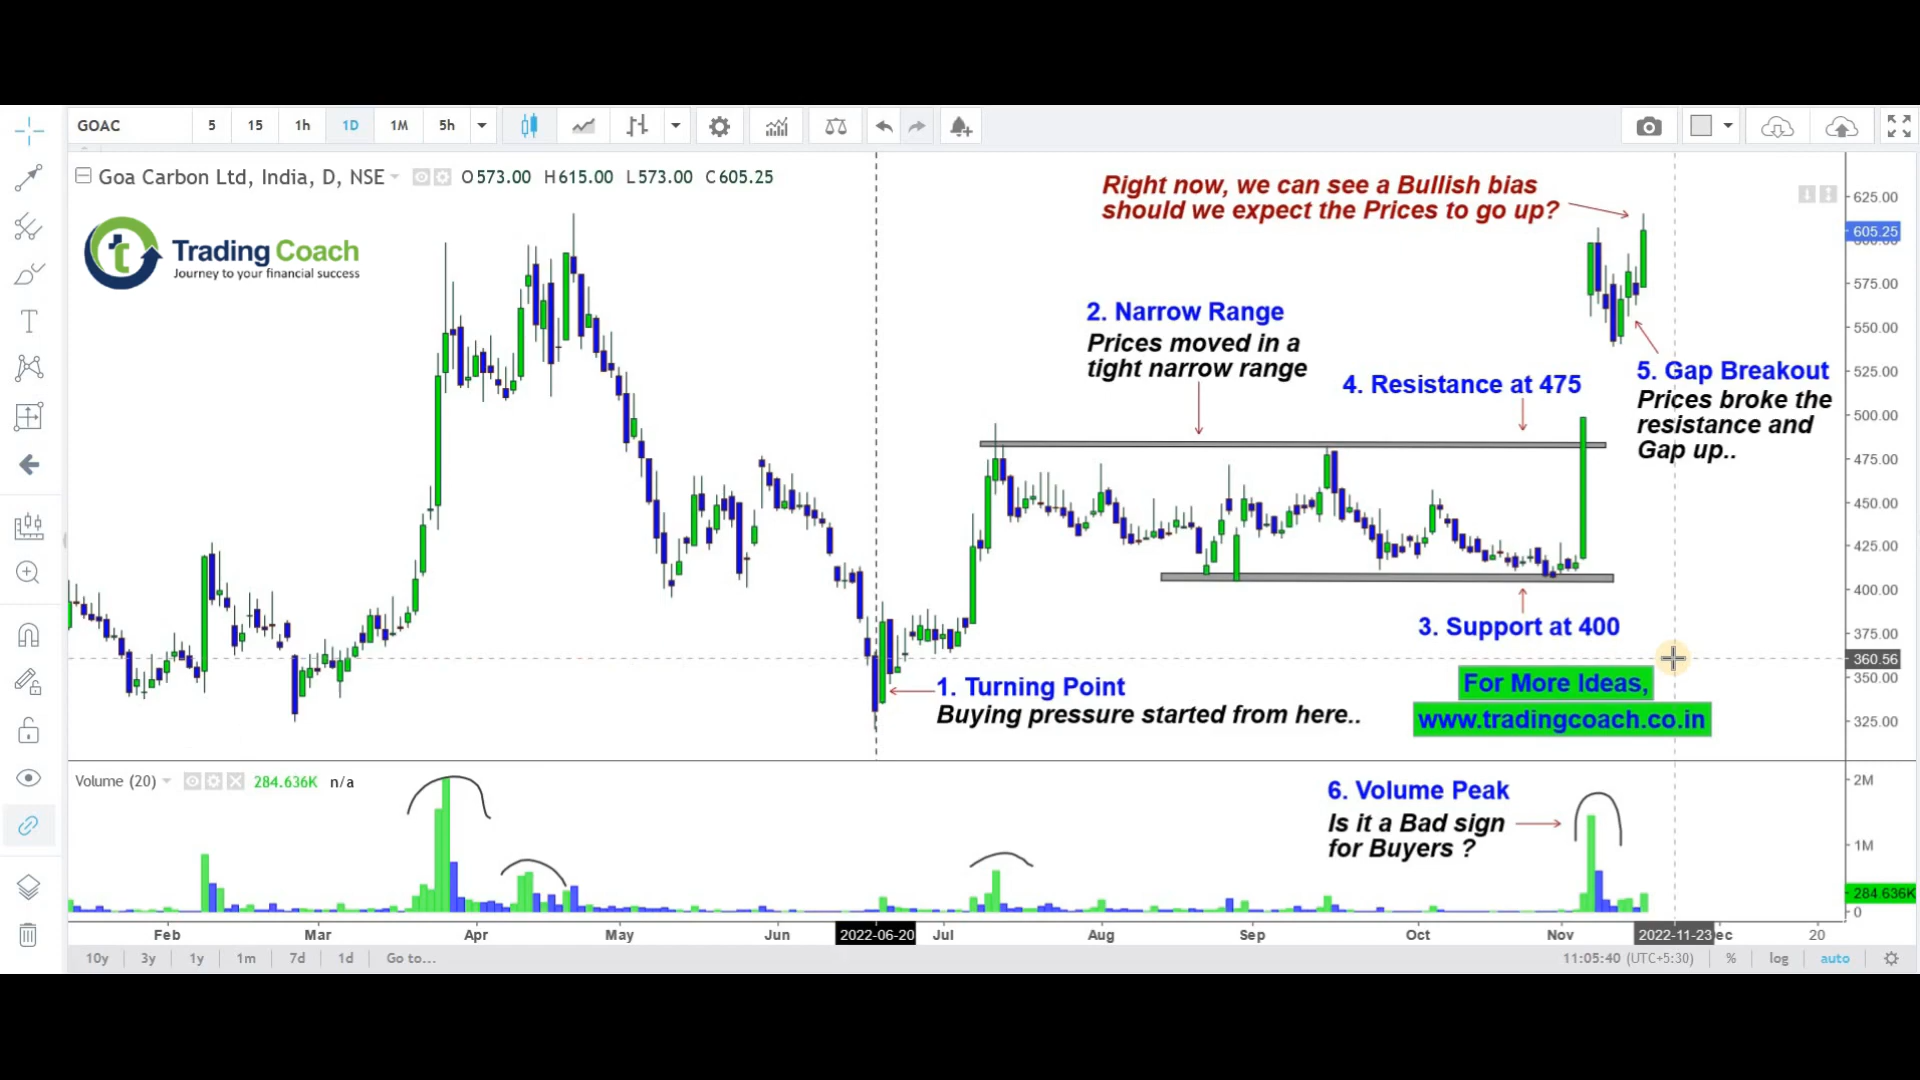 GOAC 5 15 1h 1D 1M 5h
Goa Carbon Ltd, India, D, NSE O573.00 H615.00 L573.00 C605.25
Trading Coach
Journey to your financial success
Right now, we can see a Bullish bias
should we expect the Prices to go up?
2. Narrow Range
Prices moved in a
tight narrow range
4. Resistance at 475
5. Gap Breakout
Prices broke the
resistance and
Gap up..
3. Support at 400
1. Turning Point
Buying pressure started from here..
For More Ideas,
www.tradingcoach.co.in
625.00
605.25
575.00
550.00
525.00
500.00
475.00
450.00
425.00
400.00
375.00
360.56
350.00
325.00
Volume (20) 284.636K n/a
6. Volume Peak
Is it a Bad sign
for Buyers ?
2M
1M
284.636K
0
Feb Mar Apr May Jun 2022-06-20 Jul Aug Sep Oct Nov 2022-11-23 ec 20
10y 3y 1y 1m 7d 1d Go to... 11:05:40 (UTC+5:30) % log auto